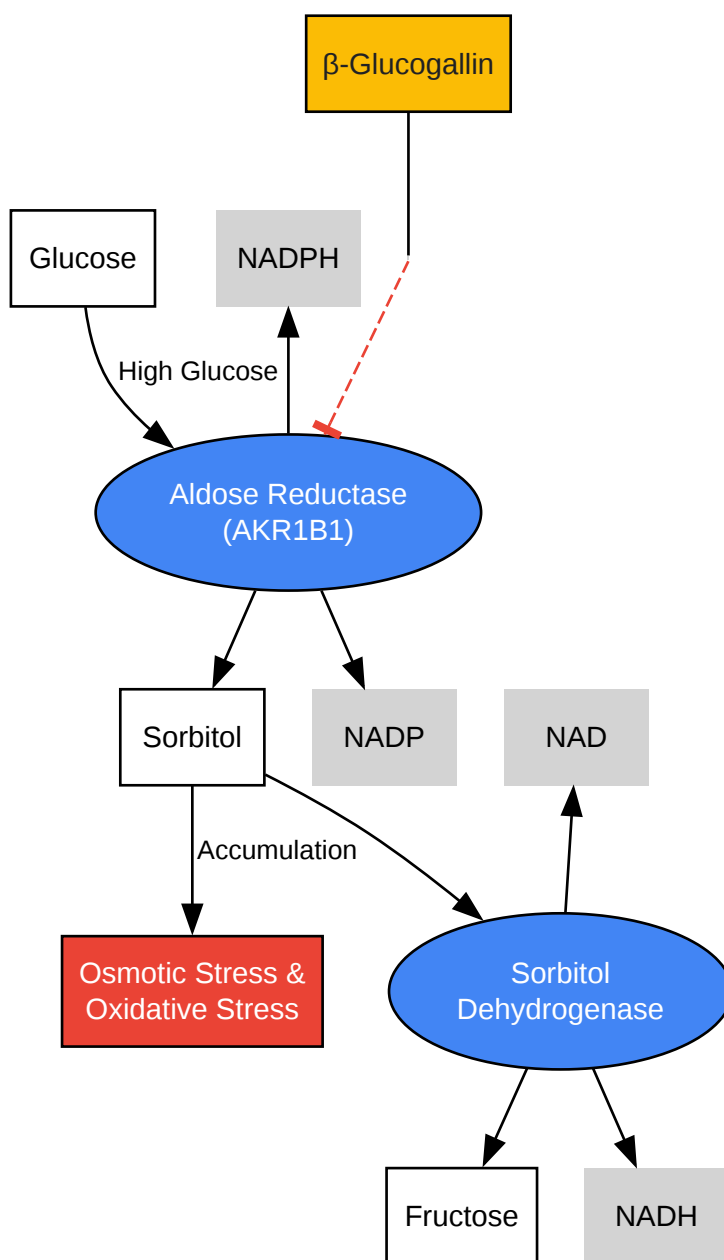 β-Glucogallin
Glucose
NADPH
High Glucose
Aldose Reductase
(AKR1B1)
Sorbitol
NADP
NAD
Accumulation
Osmotic Stress &
Oxidative Stress
Sorbitol
Dehydrogenase
Fructose
NADH